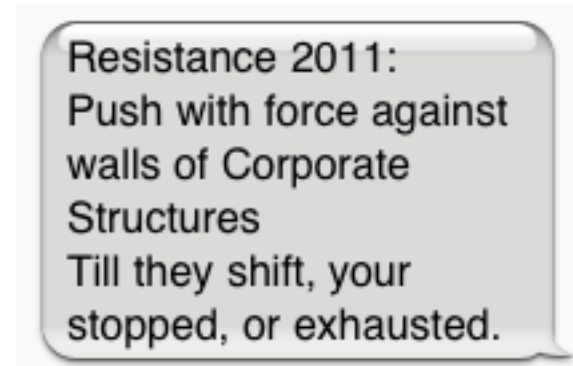 Resistance 2011:
Push with force against
walls of Corporate
Structures
Till they shift, your
stopped, or exhausted.